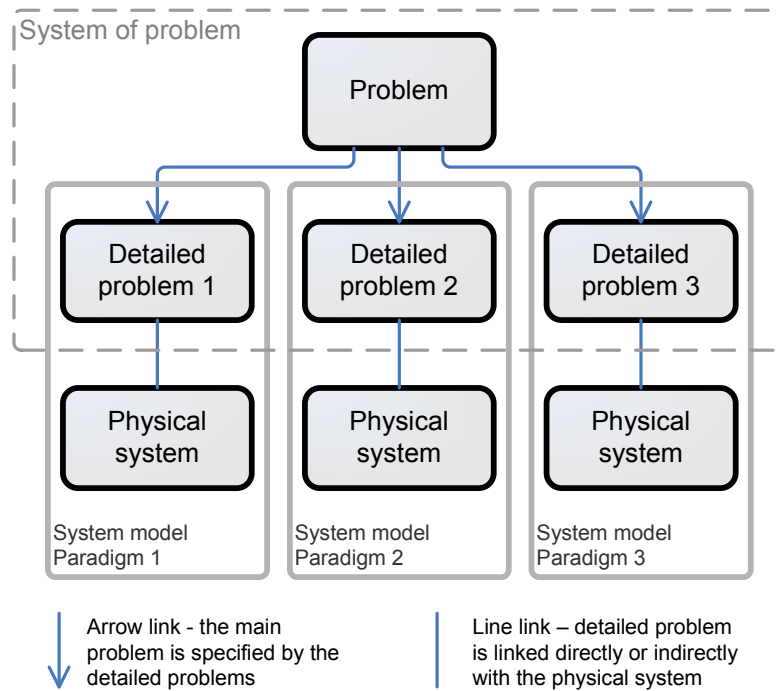 System of problem
Problem
Detailed
problem 1
Detailed
problem 2
Detailed
problem 3
Physical
system
Physical
system
Physical
system
System model
Paradigm 1
System model
Paradigm 2
System model
Paradigm 3
Arrow link - the main
problem is specified by the
detailed problems
Line link – detailed problem
is linked directly or indirectly
with the physical system